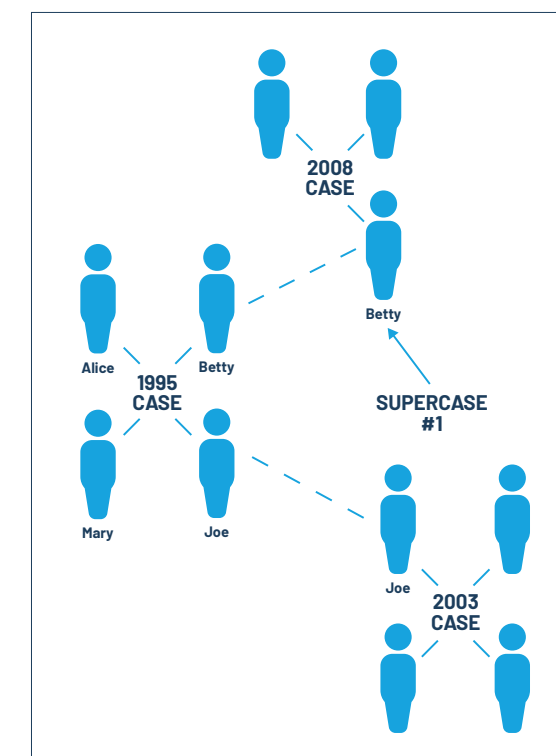 2008
CASE
Betty
Alice
Betty
1995
CASE
SUPERCASE
#1
Mary
Joe
Joe
2003
CASE